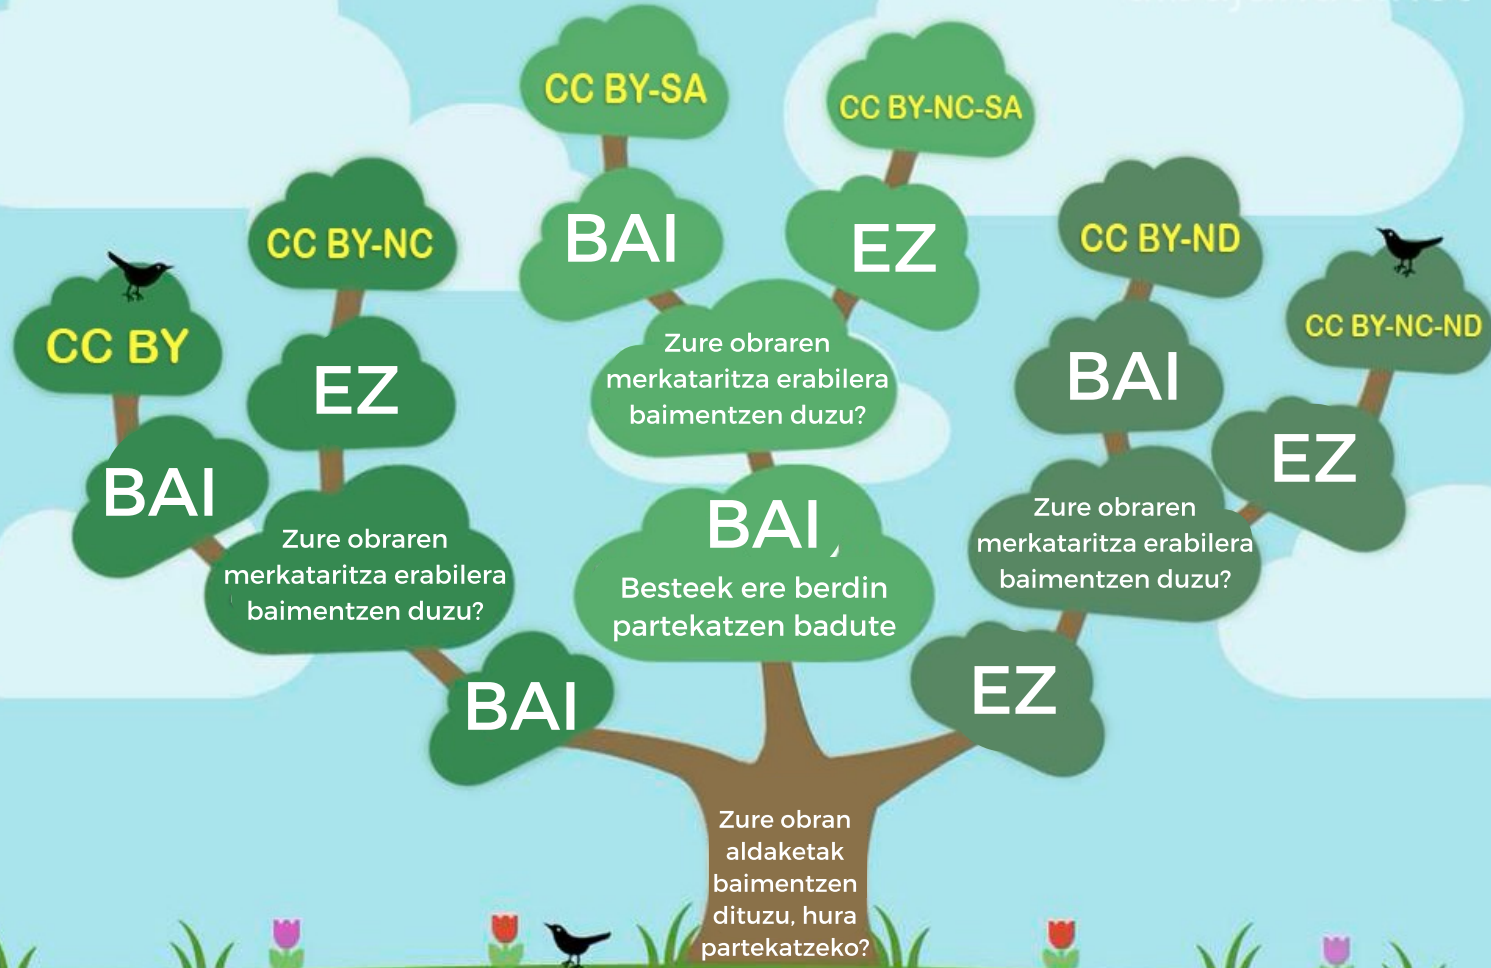 CC BY-SA
CC BY-NC-SA
CC BY-NC
CC BY-ND
CC BY
CC BY-NC-ND
BAI
EZ
EZ
BAI
BAI
EZ
Zure obraren
merkataritza erabilera
baimentzen duzu?
Zure obraren
merkataritza erabilera
baimentzen duzu?
Zure obraren
merkataritza erabilera
baimentzen duzu?
BAI,
Besteek ere berdin
partekatzen badute
BAI
EZ
Zure obran
aldaketak
baimentzen
dituzu, hura
partekatzeko?